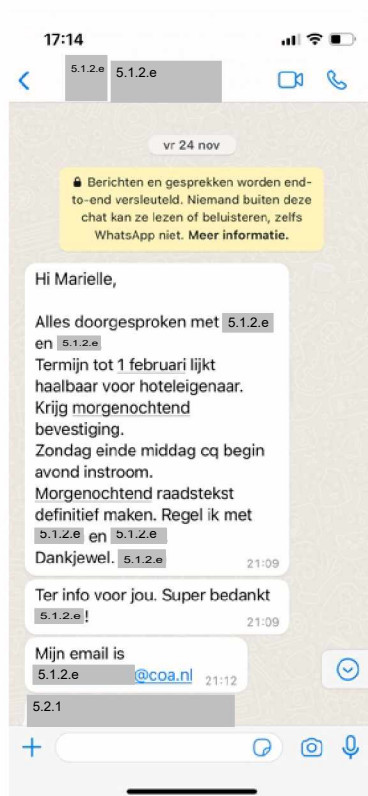 17:14
5.1.2.e 5.1.2.e
vr 24 nov
Berichten en gesprekken worden end-
to-end versleuteld. Niemand buiten deze
chat kan ze lezen of beluisteren, zelfs
WhatsApp niet. Meer informatie.
Hi Marielle,
Alles doorgesproken met 5.1.2.e
en 5.1.2.e
Termijn tot 1 februari lijkt
haalbaar voor hoteleigenaar.
Krijg morgenochtend
bevestiging.
Zondag einde middag cq begin
avond instroom.
Morgenochtend raadstekst
definitief maken. Regel ik met
5.1.2.e en 5.1.2.e
Dankjewel. 5.1.2.e
21:09
Ter info voor jou. Super bedankt
5.1.2.e!
21:09
Mijn email is
5.1.2.e @coa.nl 21:12
5.2.1